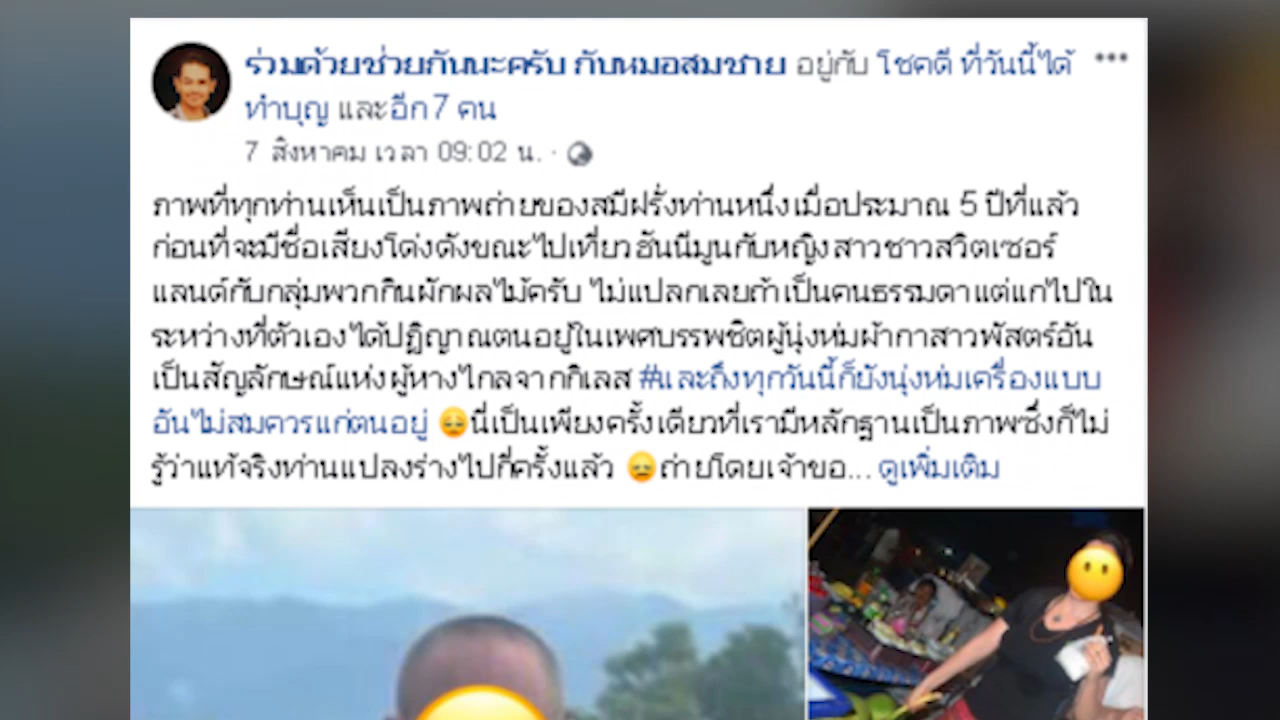 ร่วมด้วยช่วยกันนะครับ กับหมอสมชาย อยู่กับ โชคดี ที่วันนี้ได้
ทำบุญ และอีก 7 คน
7 สิงหาคม เวลา 09:02 น. ·
ภาพที่ทุกท่านเห็นเป็นภาพถ่ายของสมีฝรั่งท่านหนึ่งเมื่อประมาณ 5 ปีที่แล้ว
ก่อนที่จะมีชื่อเสียงโด่งดังขณะไปเที่ยวฮันนีมูนกับหญิงสาวชาวสวิตเซอร์
แลนด์กับกลุ่มพวกกินผักผลไม้ครับ ไม่แปลกเลยถ้าเป็นคนธรรมดาแต่แกไปใน
ระหว่างที่ตัวเองได้ปฏิญาณตนอยู่ในเพศบรรพชิตผู้นุ่งห่มผ้ากาสาวพัสตร์อัน
เป็นสัญลักษณ์แห่งผู้หางไกลจากกิเลส #และถึงทุกวันนี้ก็ยังนุ่งห่มเครื่องแบบ
อันไม่สมควรแก่ตนอยู่ 😔นี่เป็นเพียงครั้งเดียวที่เรามีหลักฐานเป็นภาพซึ่งก็ไม่
รู้ว่าแท้จริงท่านแปลงร่างไปกี่ครั้งแล้ว 😑ถ่ายโดยเจ้าขอ... ดูเพิ่มเติม